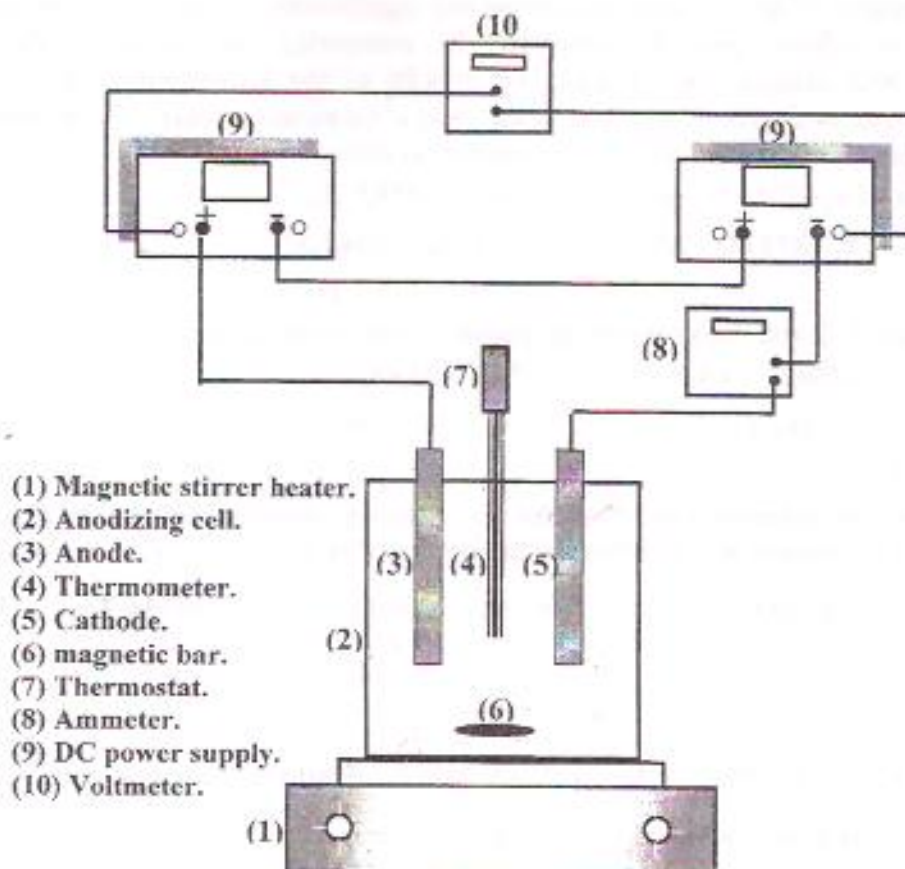 (10
(9)
(9)
+ - + -
(8)
(7)
(1) Magnetic stirrer heater.
(2) Anodizing cell.
(3) Anode.
(4) Thermometer.
(5) Cathode.
(6) magnetic bar.
(7) Thermostat.
(8) Ammeter.
(9) DC power supply.
(10) Voltmeter.
(3) (4) (5)
(2)
(6)
(1)